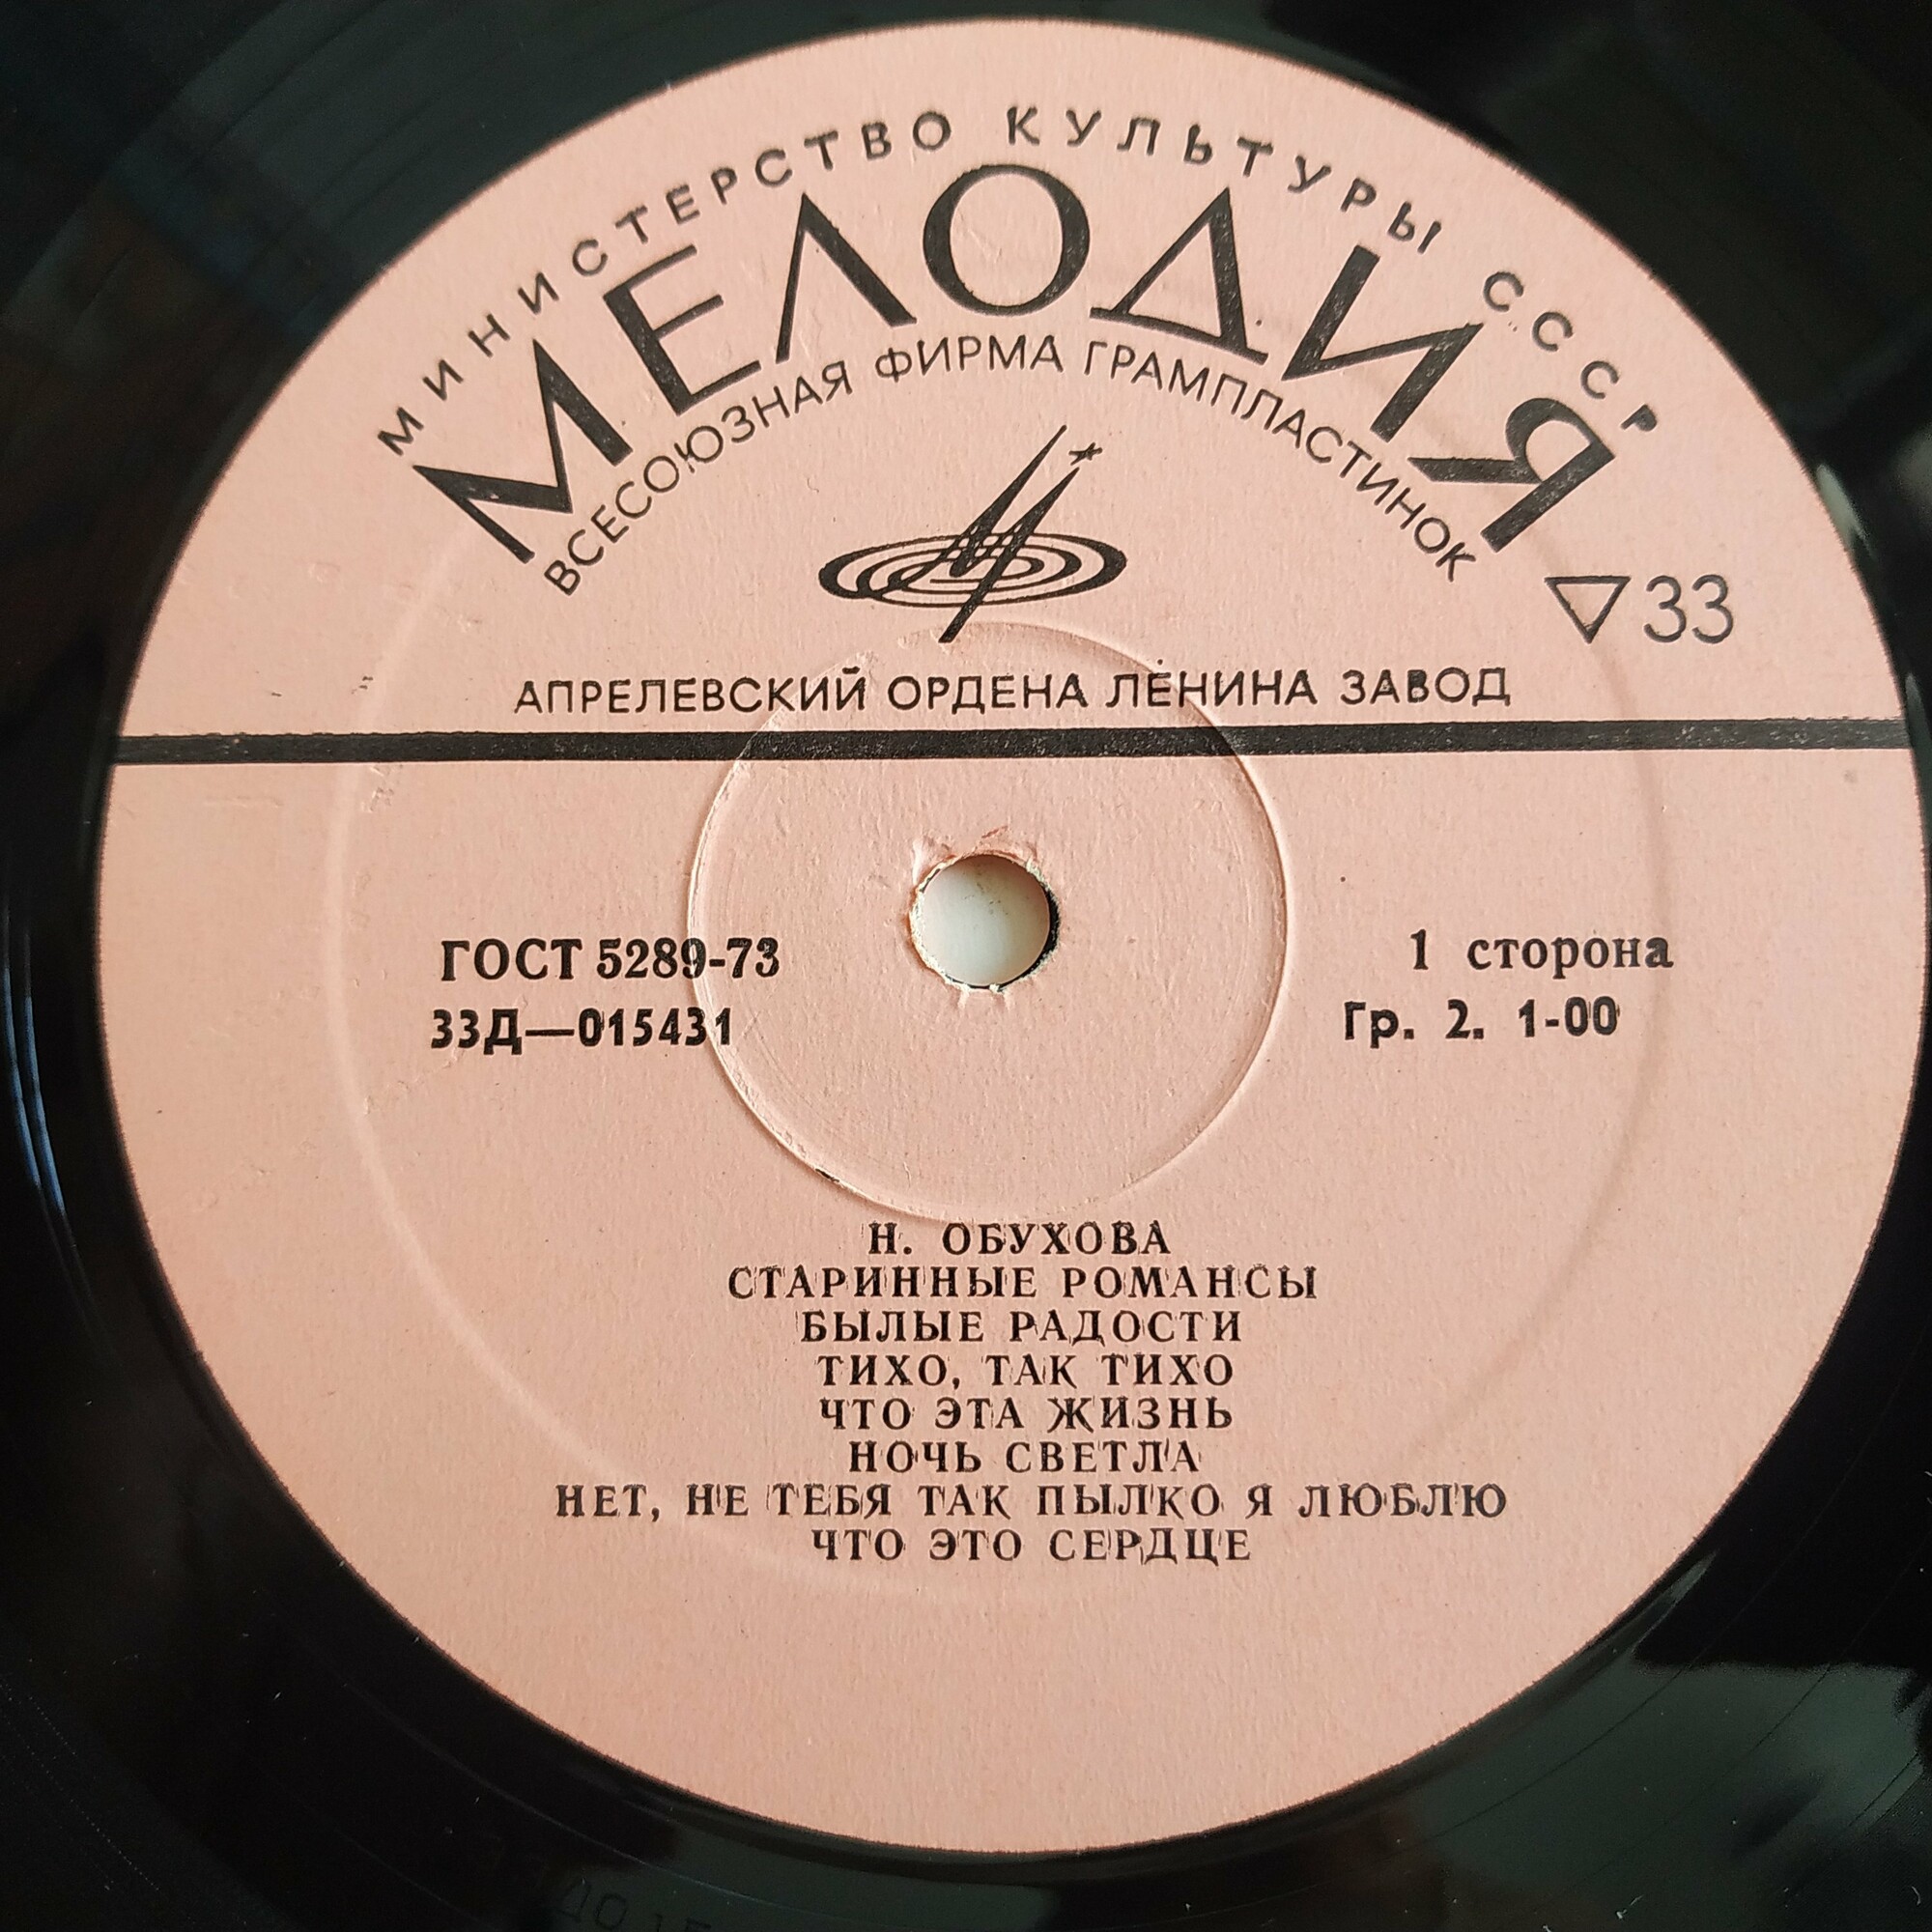 МИНИСТЕРСТВО КУЛЬТУРЫ СССР
МЕЛОДИЯ
ВСЕСОЮЗНАЯ ФИРМА ГРАМПЛАСТИНОК
33
АПРЕЛЕВСКИЙ ОРДЕНА ЛЕНИНА ЗАВОД
ГОСТ 5289-73
33Д—015431
1 сторона
Гр. 2. 1-00
Н. ОБУХОВА
СТАРИННЫЕ РОМАНСЫ
БЫЛЫЕ РАДОСТИ
ТИХО, ТАК ТИХО
ЧТО ЭТА ЖИЗНЬ
НОЧЬ СВЕТЛА
НЕТ, НЕ ТЕБЯ ТАК ПЫЛКО Я ЛЮБЛЮ
ЧТО ЭТО СЕРДЦЕ